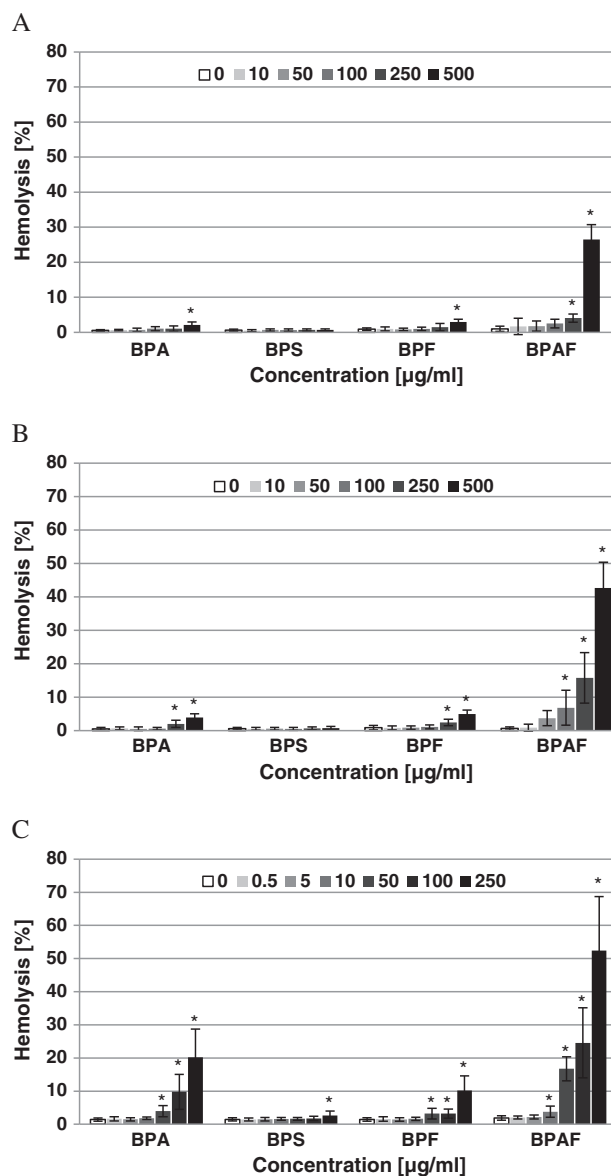 A
Hemolysis [%]
80
70
60
50
40
30
20
10
0
0 10 50 100 250 500
* * * *
BPA BPS BPF BPAF
Concentration [µg/ml]
B
Hemolysis [%]
80
70
60
50
40
30
20
10
0
0 10 50 100 250 500
* * * * * * *
BPA BPS BPF BPAF
Concentration [µg/ml]
C
Hemolysis [%]
80
70
60
50
40
30
20
10
0
0 0.5 5 10 50 100 250
* * * * * * * * * * *
BPA BPS BPF BPAF
Concentration [µg/ml]